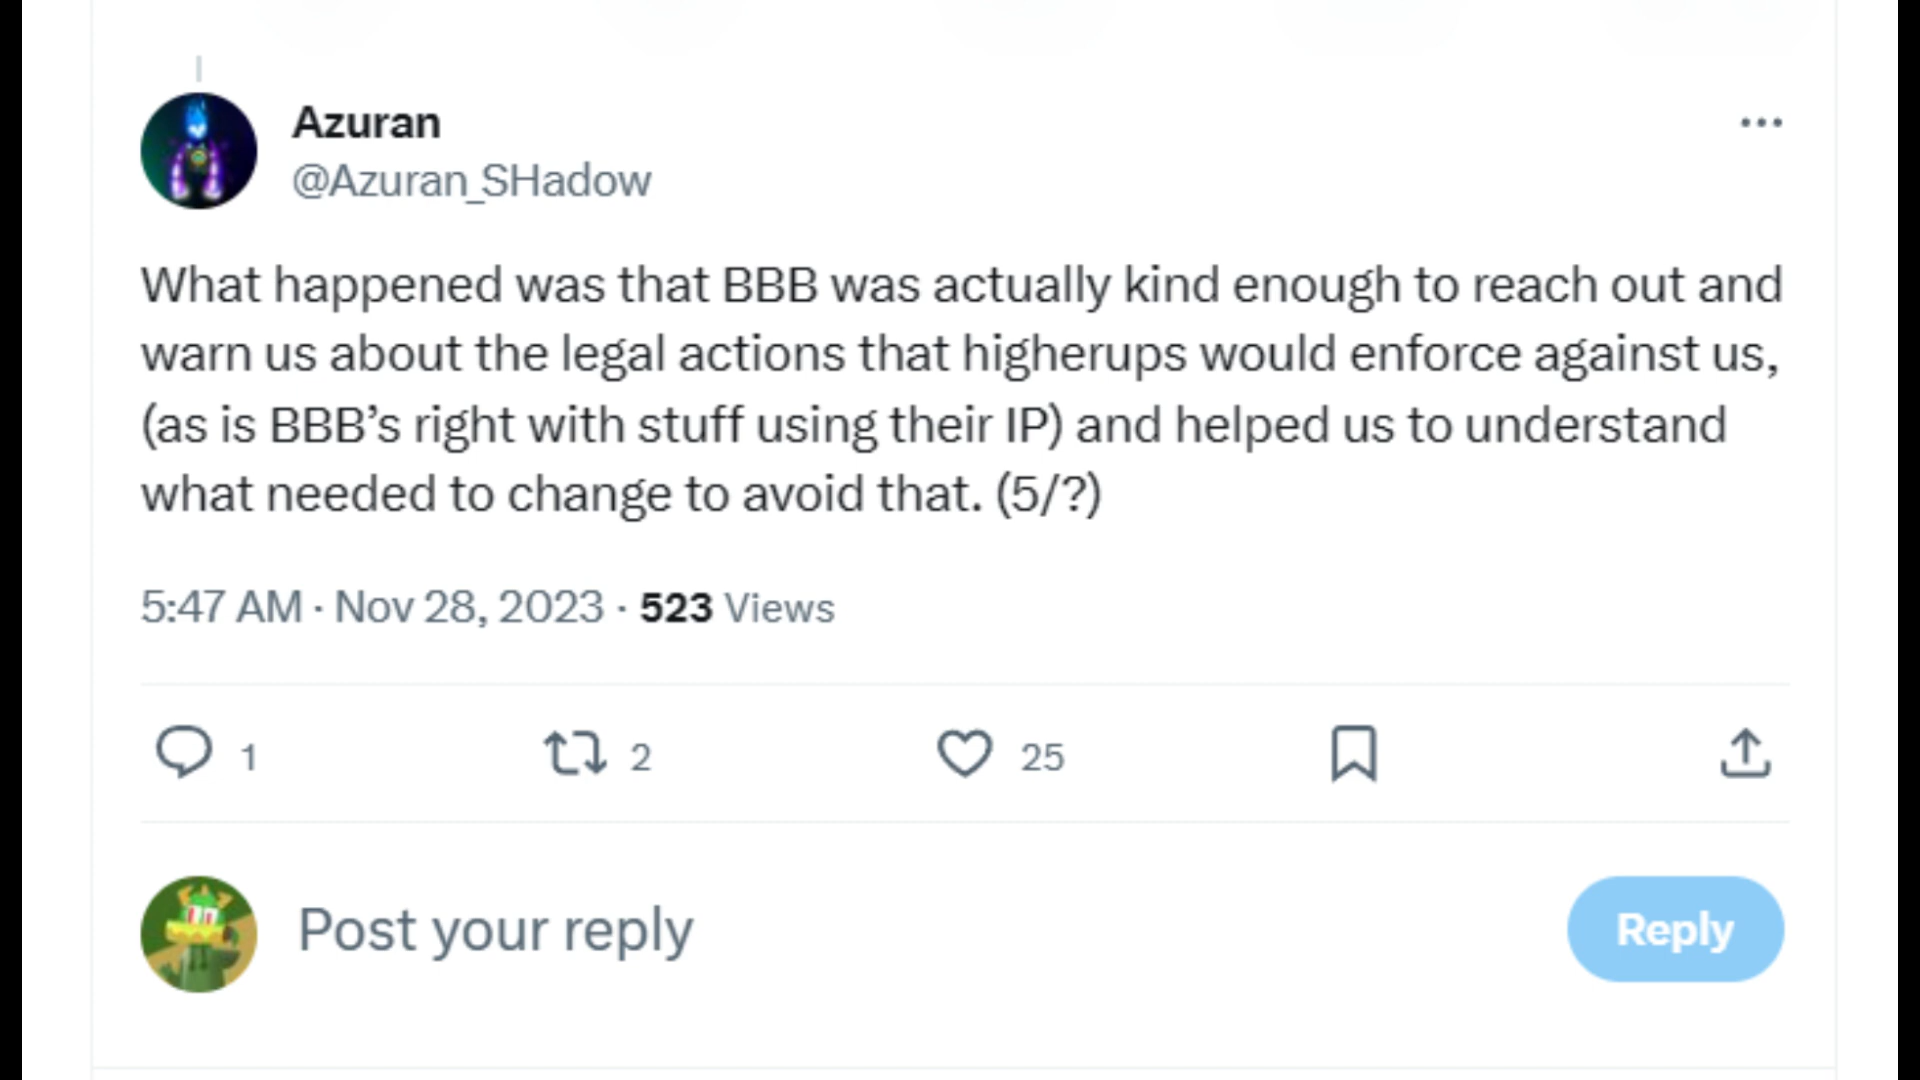 Azuran
@Azuran_SHadow
What happened was that BBB was actually kind enough to reach out and
warn us about the legal actions that higherups would enforce against us,
(as is BBB’s right with stuff using their IP) and helped us to understand
what needed to change to avoid that. (5/?)
5:47 AM · Nov 28, 2023 · 523 Views
1 2 25
Post your reply Reply